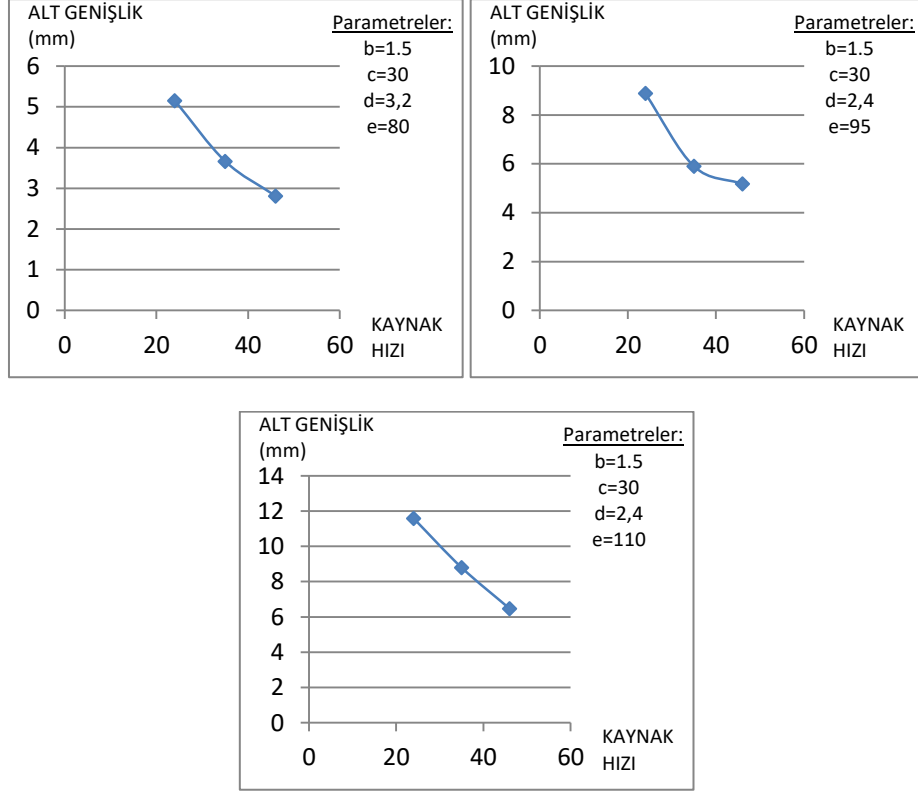 ALT GENİŞLİK
(mm)
Parametreler:
b=1.5
c=30
d=3,2
e=80
6
5
4
3
2
1
0
0 20 40 60
KAYNAK
HIZI
ALT GENİŞLİK
(mm)
Parametreler:
b=1.5
c=30
d=2,4
e=95
10
8
6
4
2
0
0 20 40 60
KAYNAK
HIZI
ALT GENİŞLİK
(mm)
Parametreler:
b=1.5
c=30
d=2,4
e=110
14
12
10
8
6
4
2
0
0 20 40 60
KAYNAK
HIZI